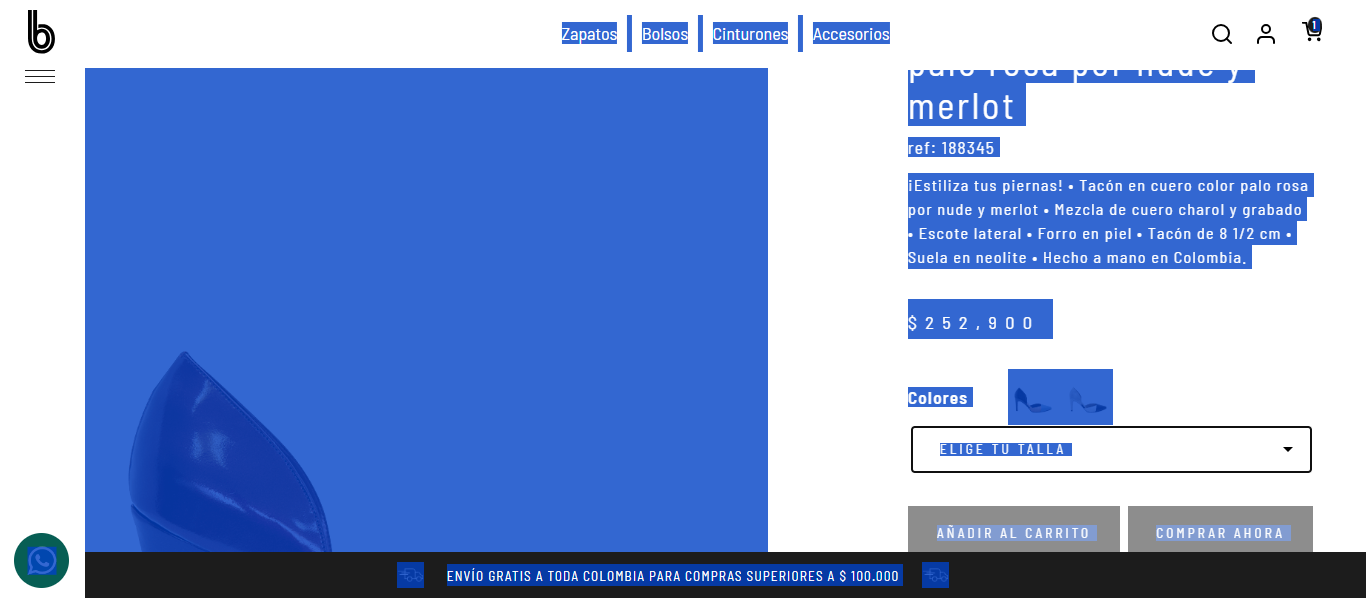 b
Zapatos
Bolsos
Cinturones
Accesorios
1
palo rosa por nude y
merlot
ref: 188345
¡Estiliza tus piernas! • Tacón en cuero color palo rosa
por nude y merlot • Mezcla de cuero charol y grabado
• Escote lateral • Forro en piel • Tacón de 8 1/2 cm •
Suela en neolite • Hecho a mano en Colombia.
$252,900
Colores
ELIGE TU TALLA
AÑADIR AL CARRITO
COMPRAR AHORA
ENVÍO GRATIS A TODA COLOMBIA PARA COMPRAS SUPERIORES A $ 100.000